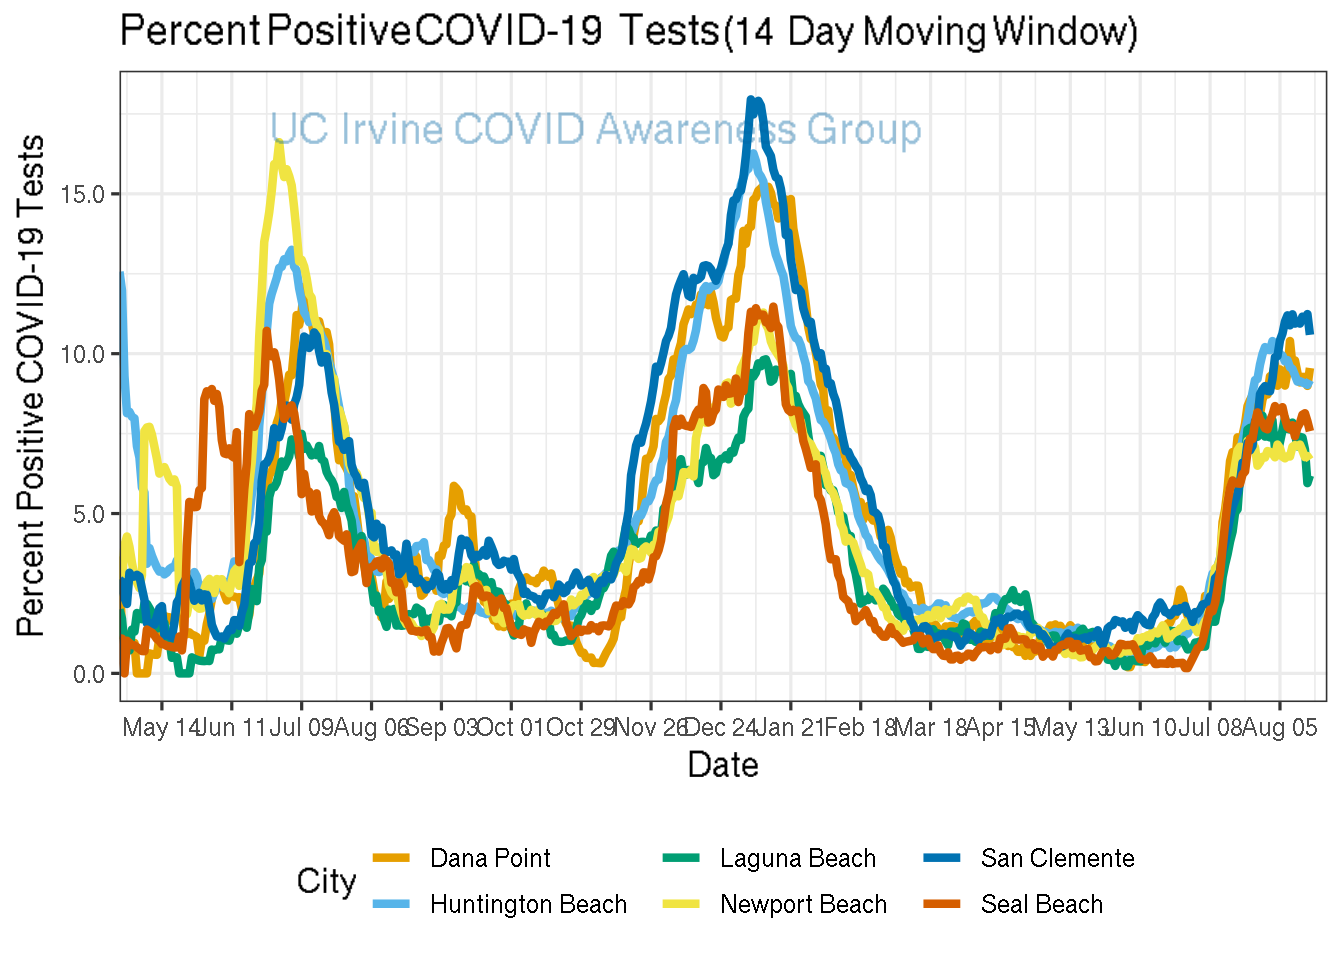 Percent Positive COVID-19 Tests(14 Day Moving Window)
UC Irvine COVID Awareness Group
Percent Positive COVID-19 Tests
15.0
10.0
5.0
0.0
May 14 Jun 11 Jul 09 Aug 06 Sep 03 Oct 01 Oct 29 Nov 26 Dec 24 Jan 21 Feb 18 Mar 18 Apr 15 May 13 Jun 10 Jul 08 Aug 05
Date
City
Dana Point Laguna Beach San Clemente
Huntington Beach Newport Beach Seal Beach